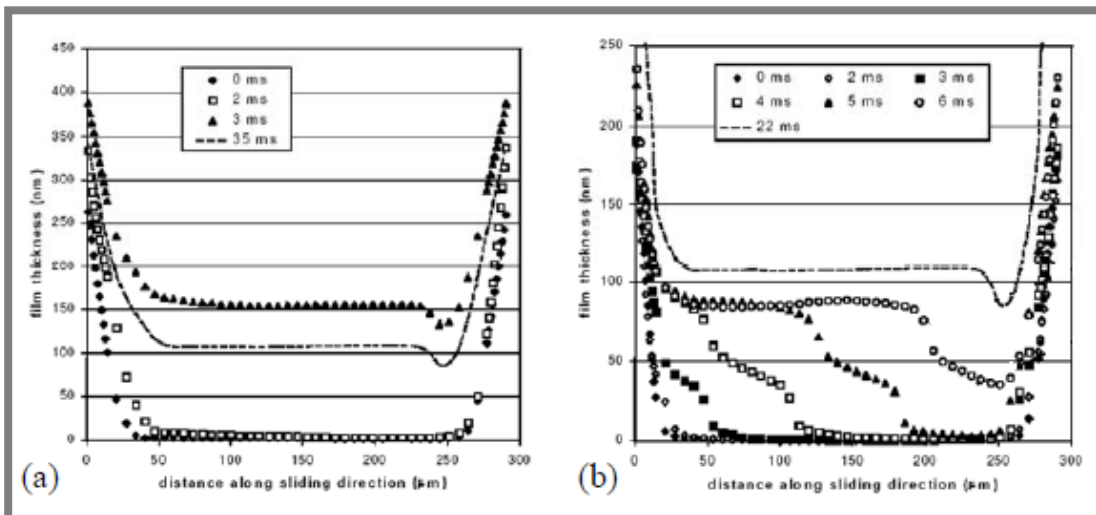 450
400
350
300
250
200
150
100
50
0
film thickness (nm)
0 ms
2 ms
3 ms
35 ms
0 50 100 150 200 250 300
distance along sliding direction (µm)
(a)
250
200
150
100
50
0
film thickness (nm)
0 ms 2 ms 3 ms
4 ms 5 ms 6 ms
22 ms
0 50 100 150 200 250 300
distance along sliding direction (µm)
(b)